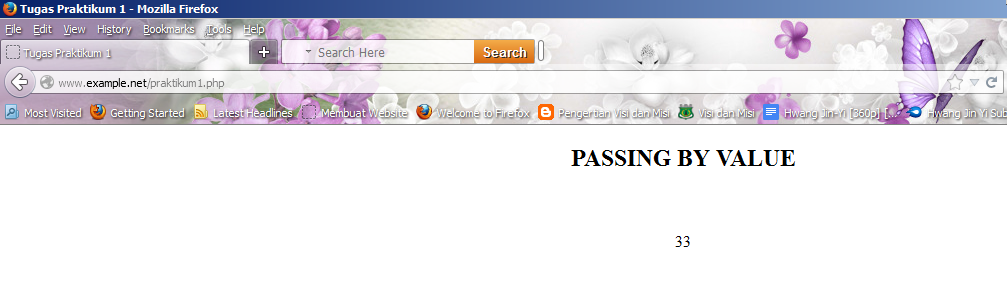 Tugas Praktikum 1 - Mozilla Firefox
File Edit View History Bookmarks Tools Help
Tugas Praktikum 1 + Search Here Search
www.example.net/praktikum1.php
Most Visited Getting Started Latest Headlines Membuat Website Welcome to Firefox Pengertian Visi dan Misi Visi dan Misi Hwang Jin-Yi [360p] [... Hwang Jin Yi Sub
PASSING BY VALUE
33